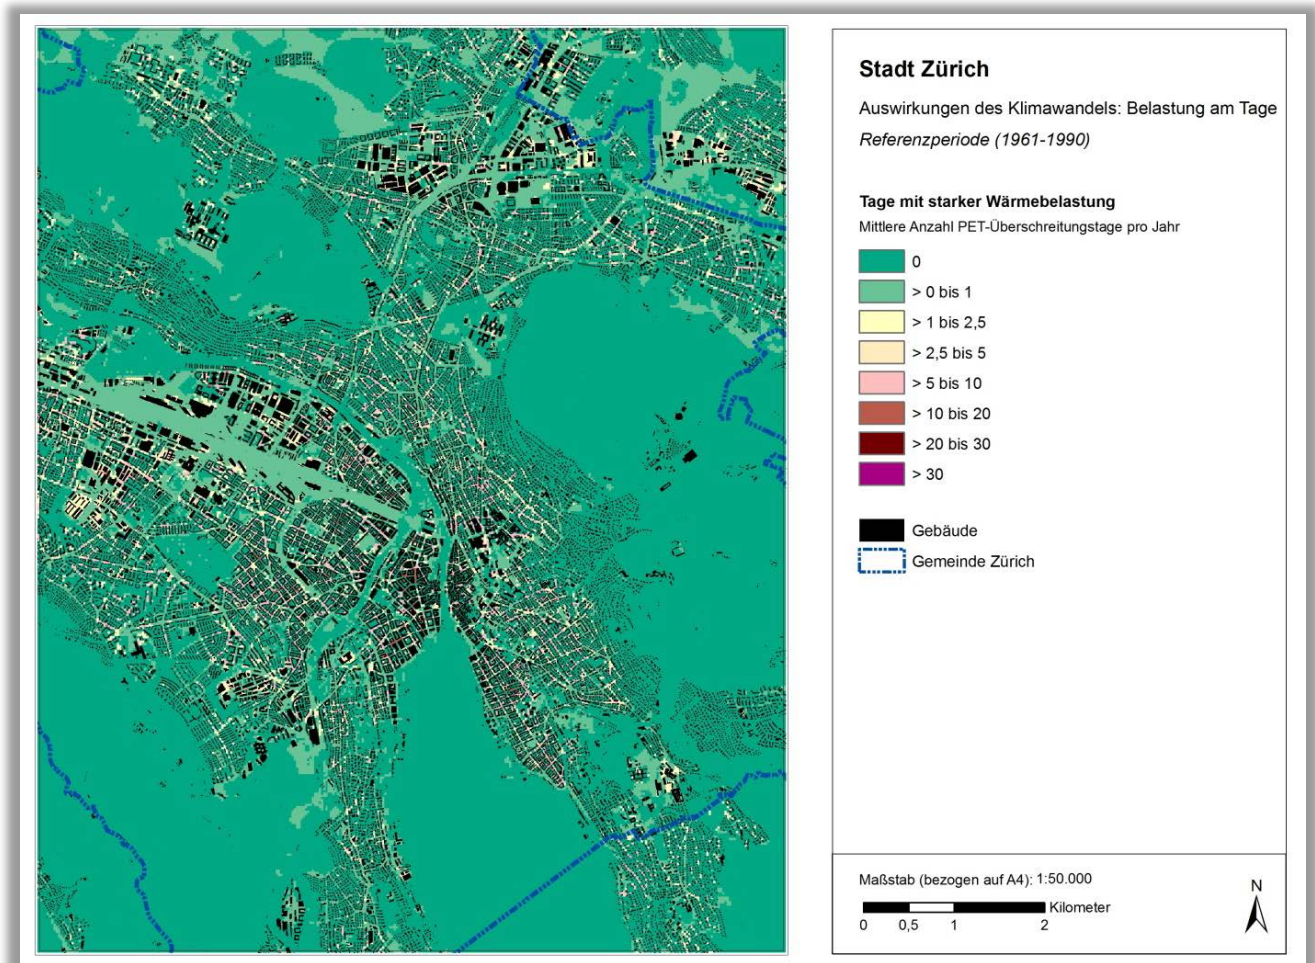 Stadt Zürich
Auswirkungen des Klimawandels: Belastung am Tage
Referenzperiode (1961-1990)
Tage mit starker Wärmebelastung
Mittlere Anzahl PET-Überschreitungstage pro Jahr
0
> 0 bis 1
> 1 bis 2,5
> 2,5 bis 5
> 5 bis 10
> 10 bis 20
> 20 bis 30
> 30
Gebäude
Gemeinde Zürich
Maßstab (bezogen auf A4): 1:50.000
Kilometer
0 0,5 1 2
N